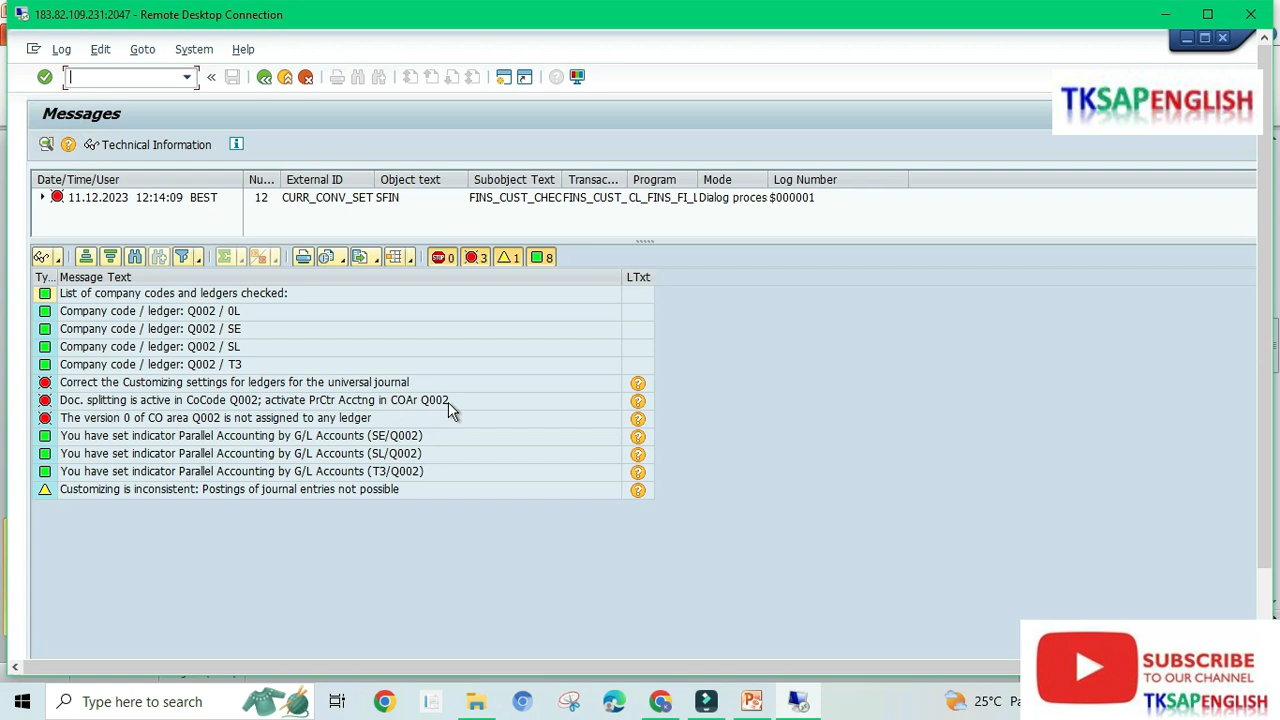 183.82.109.231:2047 - Remote Desktop Connection
Log Edit Goto System Help
Messages
TKSAPENGLISH
Technical Information
Date/Time/User Nu... External ID Object text Subobject Text Transac... Program Mode Log Number
11.12.2023 12:14:09 BEST 12 CURR_CONV_SET SFIN FINS_CUST_CHEC FINS_CUST_ CL_FINS_FI_L Dialog proces $000001
STOP 0 3 1 8
Ty... Message Text LTxt
List of company codes and ledgers checked:
Company code / ledger: Q002 / 0L
Company code / ledger: Q002 / SE
Company code / ledger: Q002 / SL
Company code / ledger: Q002 / T3
Correct the Customizing settings for ledgers for the universal journal
Doc. splitting is active in CoCode Q002; activate PrCtr Acctng in COAr Q002
The version 0 of CO area Q002 is not assigned to any ledger
You have set indicator Parallel Accounting by G/L Accounts (SE/Q002)
You have set indicator Parallel Accounting by G/L Accounts (SL/Q002)
You have set indicator Parallel Accounting by G/L Accounts (T3/Q002)
Customizing is inconsistent: Postings of journal entries not possible
SUBSCRIBE
TO OUR CHANNEL
TKSAPENGLISH
Type here to search
25°C